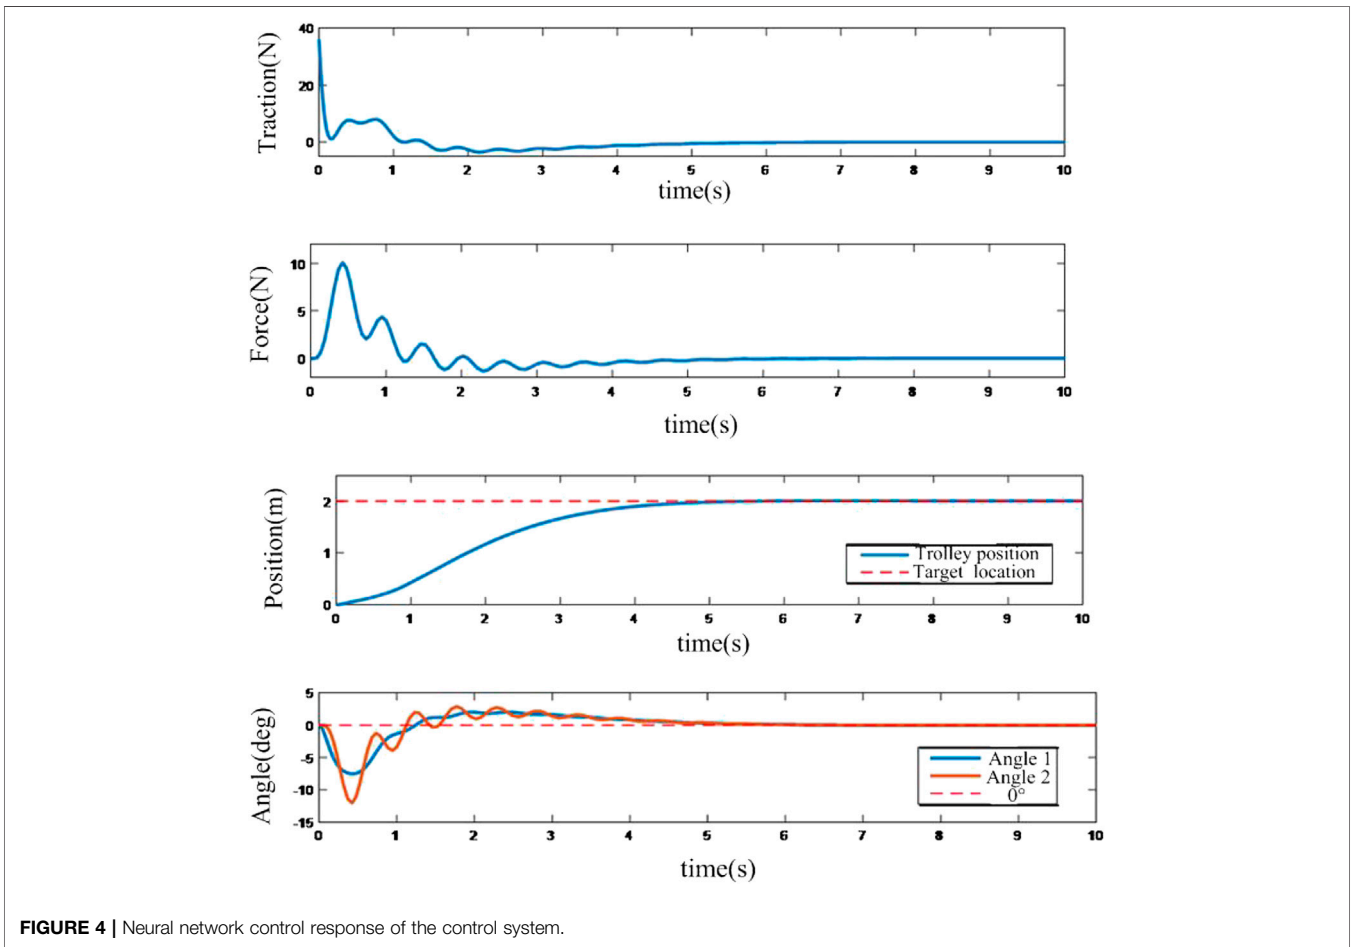 Traction(N)
40
20
0
0 1 2 3 4 5 6 7 8 9 10
time(s)
Force(N)
10
5
0
0 1 2 3 4 5 6 7 8 9 10
time(s)
Position(m)
2
1
0
Trolley position
Target location
0 1 2 3 4 5 6 7 8 9 10
time(s)
Angle(deg)
5
0
-5
-10
-15
Angle 1
Angle 2
0°
0 1 2 3 4 5 6 7 8 9 10
time(s)
FIGURE 4 | Neural network control response of the control system.